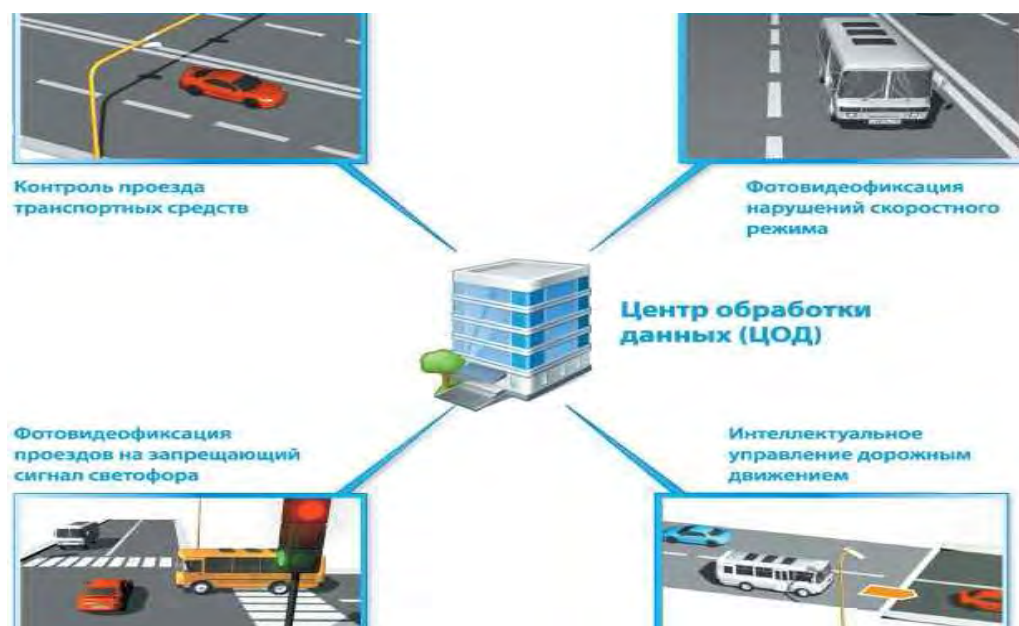 Контроль проезда
транспортных средств
Фотовидеофиксация
нарушений скоростного
режима
Центр обработки
данных (ЦОД)
Фотовидеофиксация
проездов на запрещающий
сигнал светофора
Интеллектуальное
управление дорожным
движением